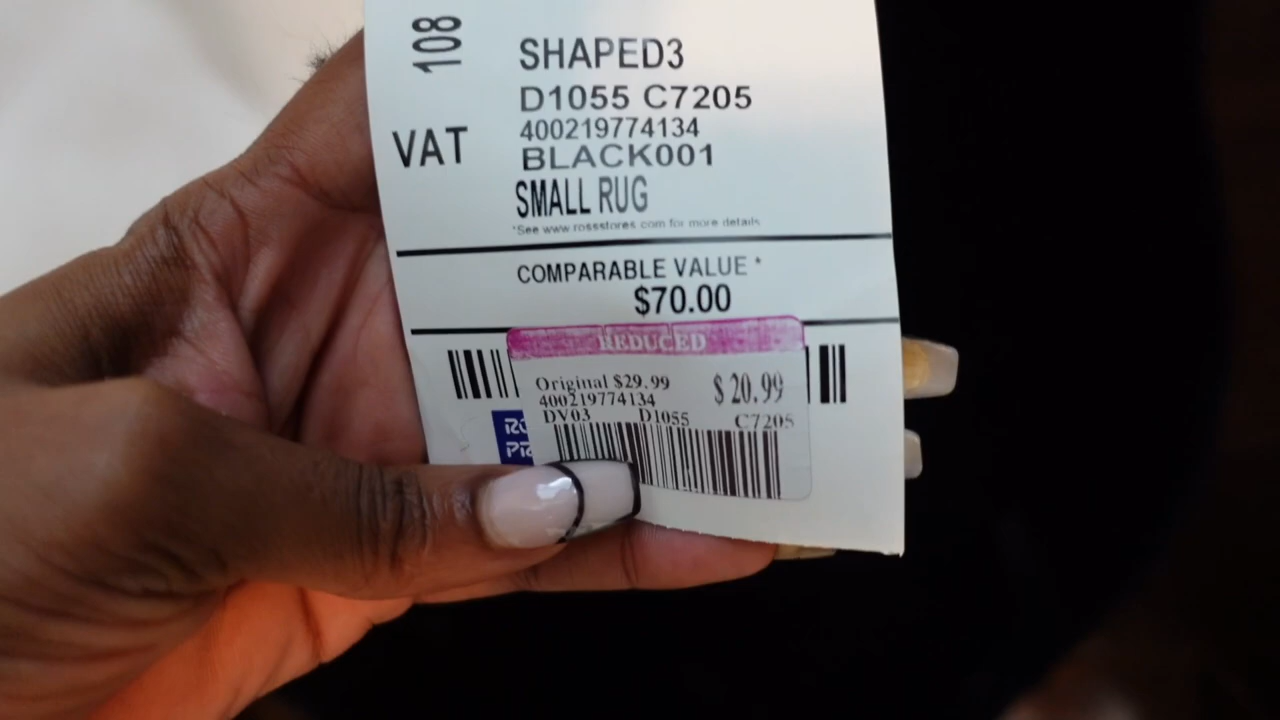 108
VAT
SHAPED3
D1055 C7205
400219774134
BLACK001
SMALL RUG
*See www.rossstores.com for more details
COMPARABLE VALUE *
$70.00
REDUCED
Original $29.99 $20.99
400219774134
DV03 D1055 C7205